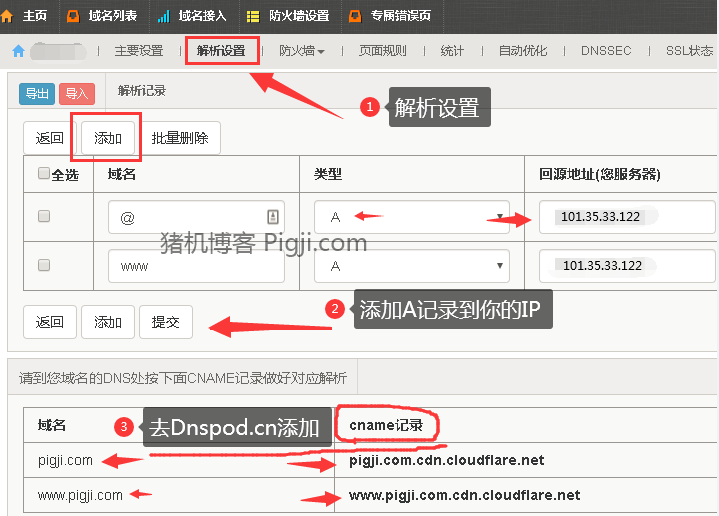 主页 域名列表 域名接入 防火墙设置 专属错误页
主要设置 解析设置 防火墙 页面规则 统计 自动优化 DNSSEC SSL状态
导出 导入 解析记录
1 解析设置
返回 添加 批量删除
全选 域名 类型 回源地址(您服务器)
@ A 101.35.33.122
猪机博客 Pigji.com
www A 101.35.33.122
返回 添加 提交
2 添加A记录到你的IP
请到您域名的DNS处按下面CNAME记录做好对应解析
域名 cname记录
3 去Dnspod.cn添加
pigji.com pigji.com.cdn.cloudflare.net
www.pigji.com www.pigji.com.cdn.cloudflare.net